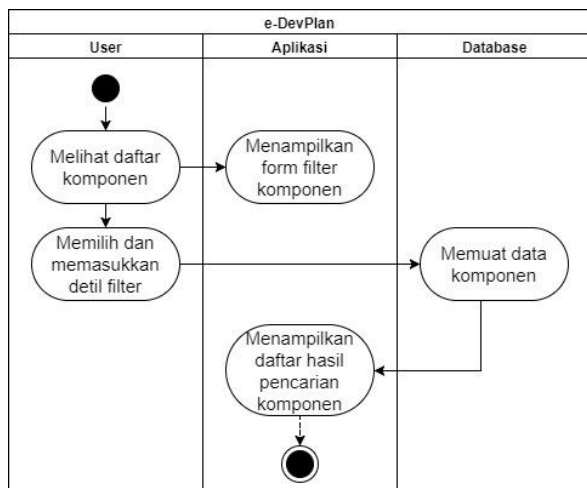 e-DevPlan
User
Aplikasi
Database
Melihat daftar
komponen
Menampilkan
form filter
komponen
Memilih dan
memasukkan
detil filter
Memuat data
komponen
Menampilkan
daftar hasil
pencarian
komponen